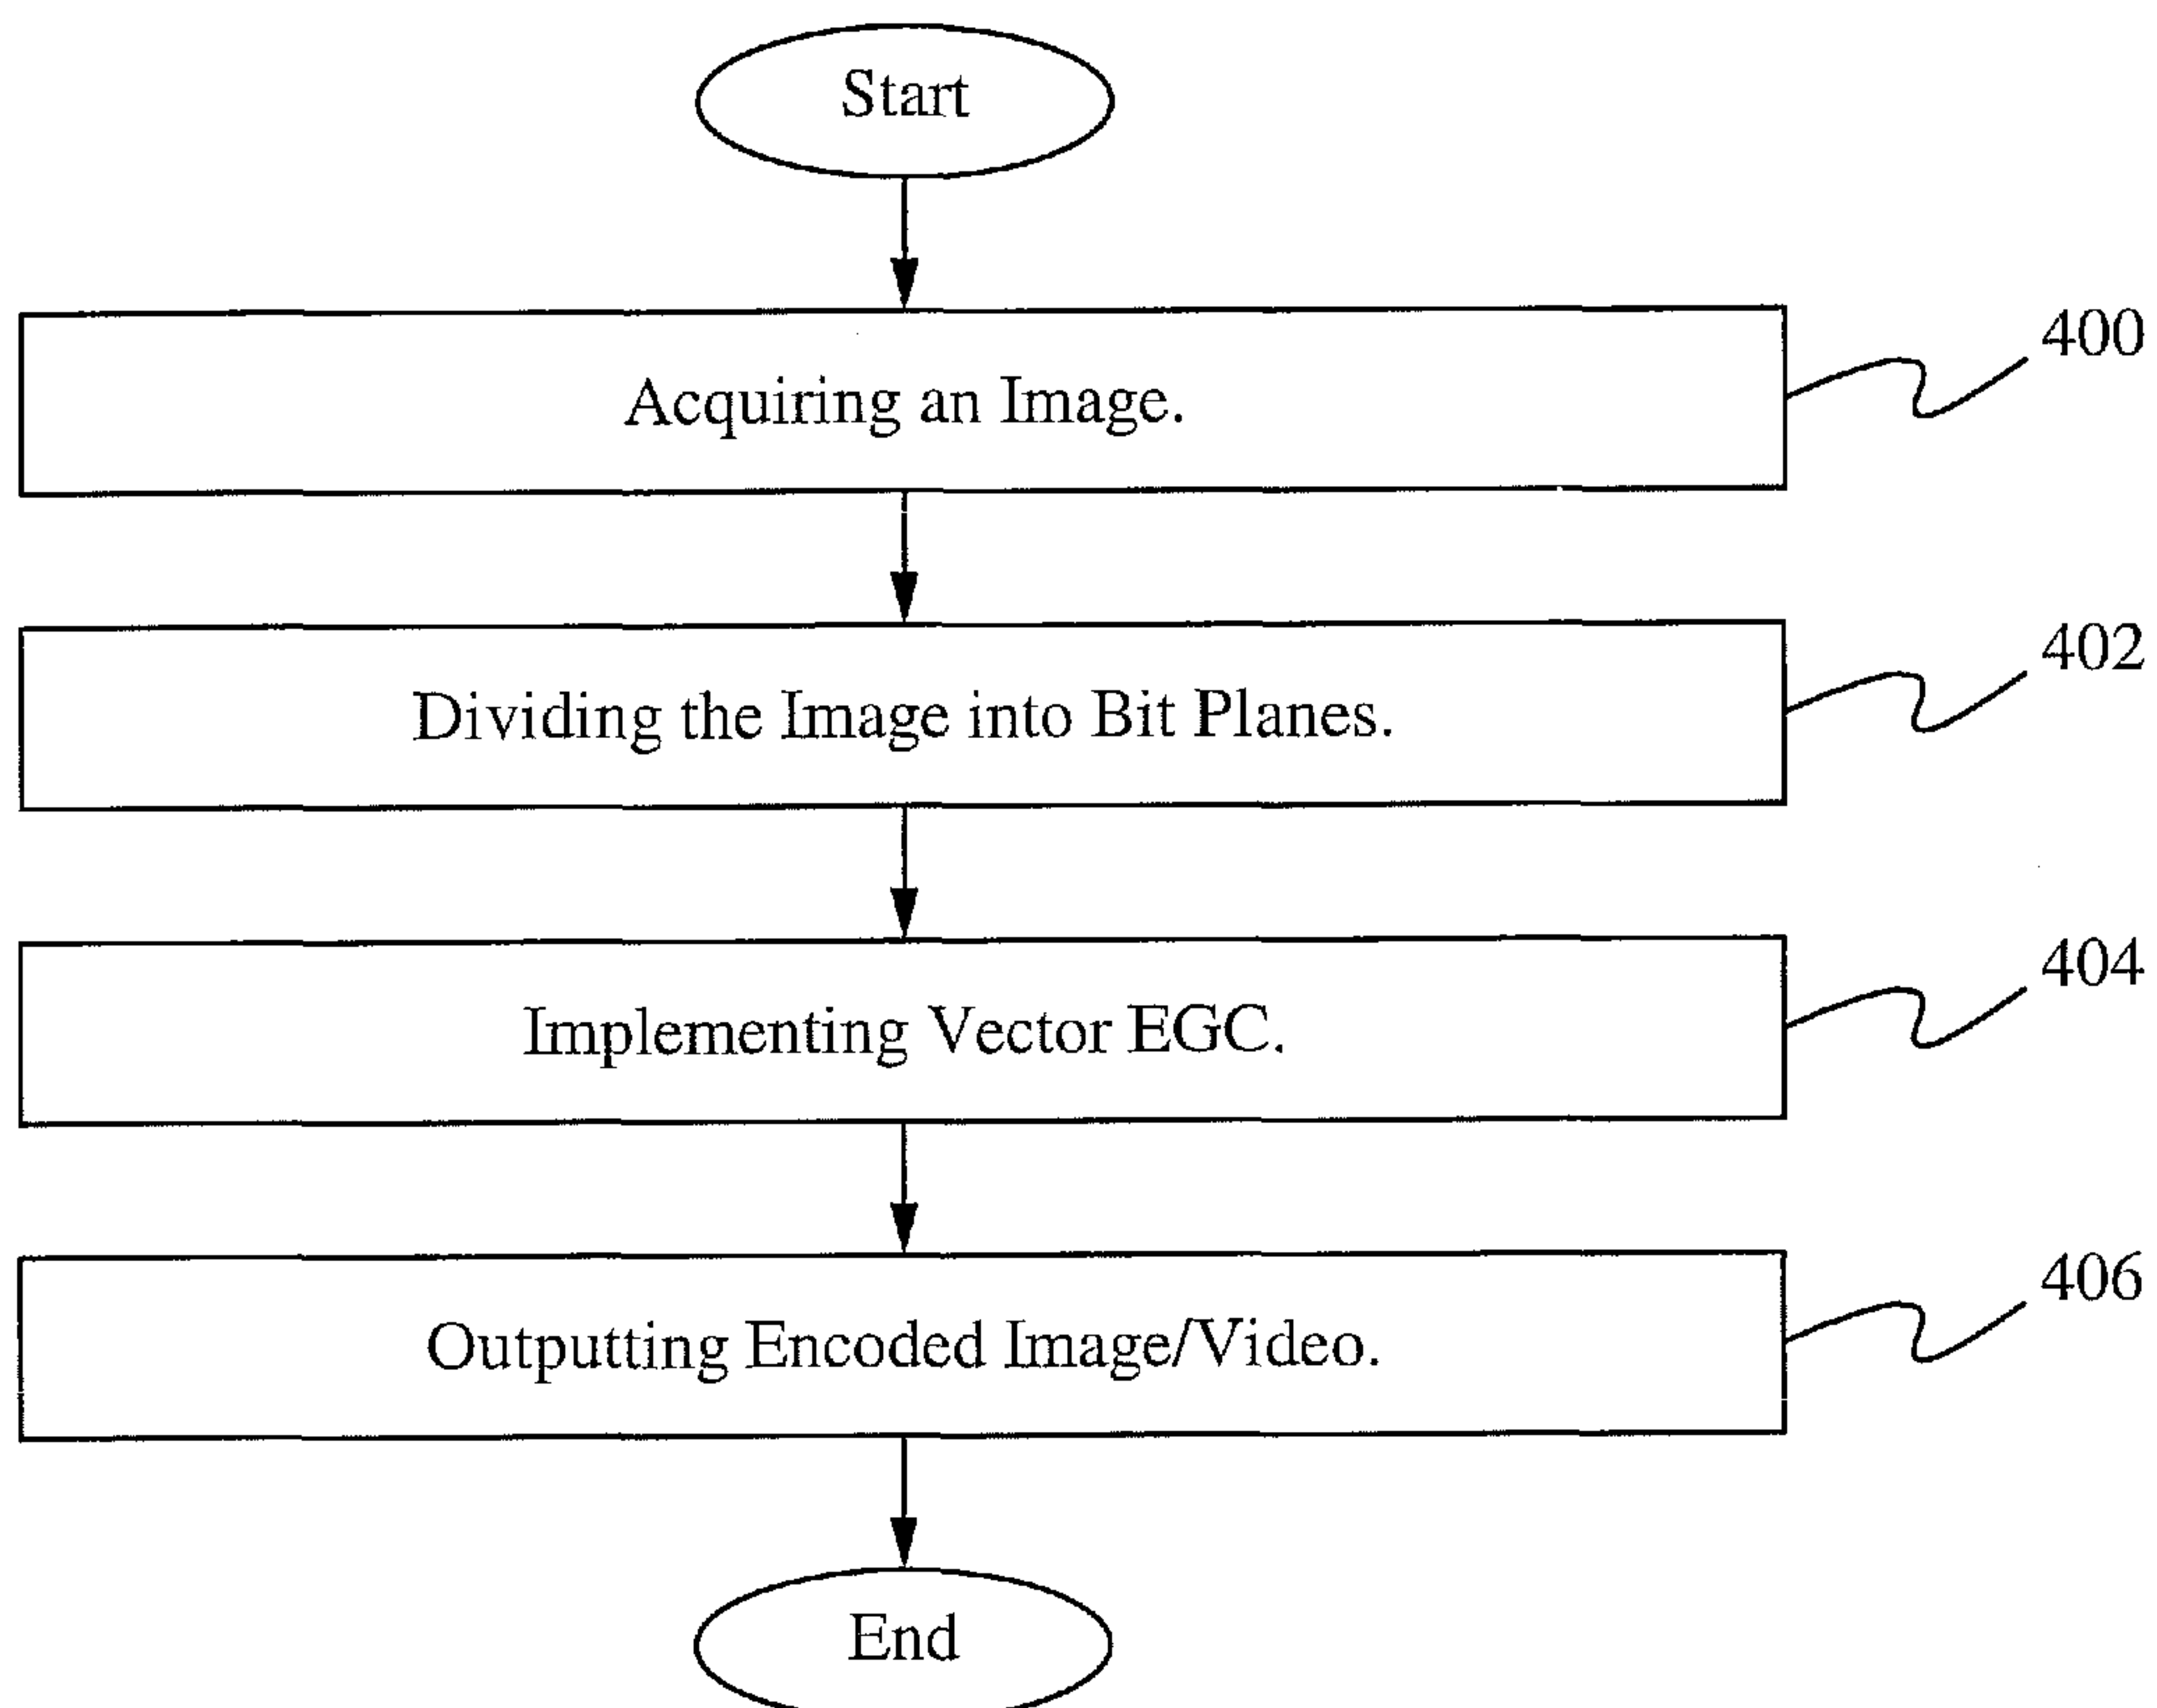 Start
Acquiring an Image.
400
Dividing the Image into Bit Planes.
402
Implementing Vector EGC.
404
Outputting Encoded Image/Video.
406
End